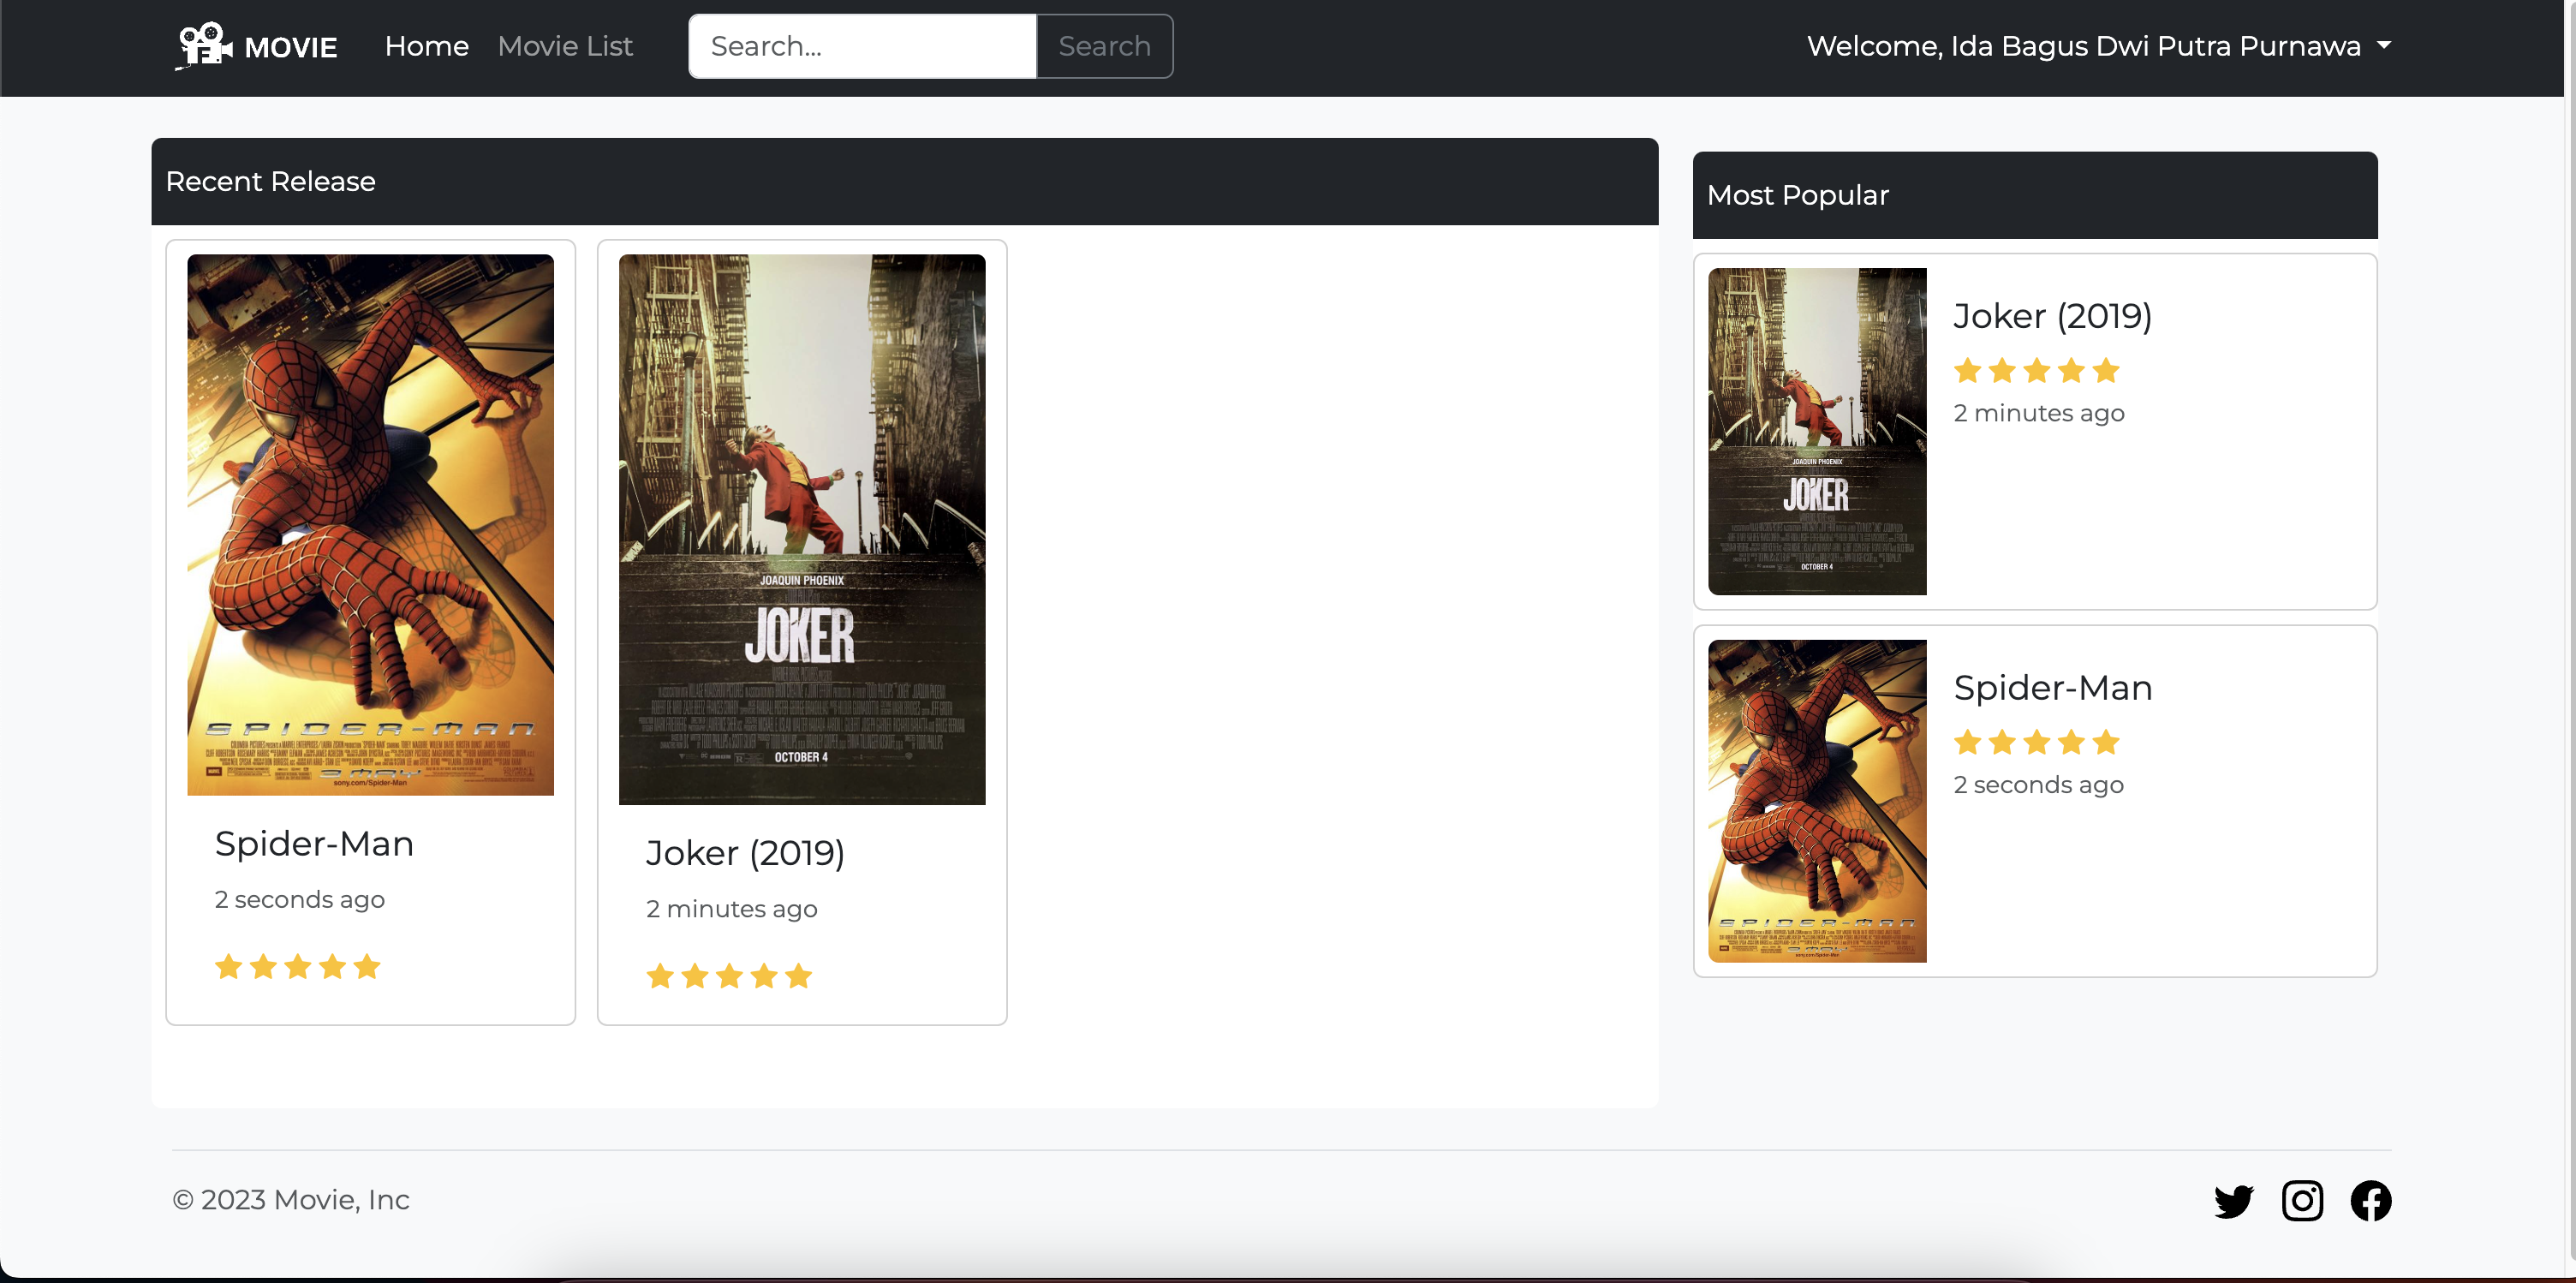 MOVIE Home Movie List Search... Search Welcome, Ida Bagus Dwi Putra Purnawa
Recent Release
SPIDER-MAN
sony.com/Spider-Man
Spider-Man
2 seconds ago
JOAQUIN PHOENIX
JOKER
OCTOBER 4
Joker (2019)
2 minutes ago
Most Popular
JOAQUIN PHOENIX
JOKER
OCTOBER 4
Joker (2019)
2 minutes ago
SPIDER-MAN
Spider-Man
2 seconds ago
© 2023 Movie, Inc